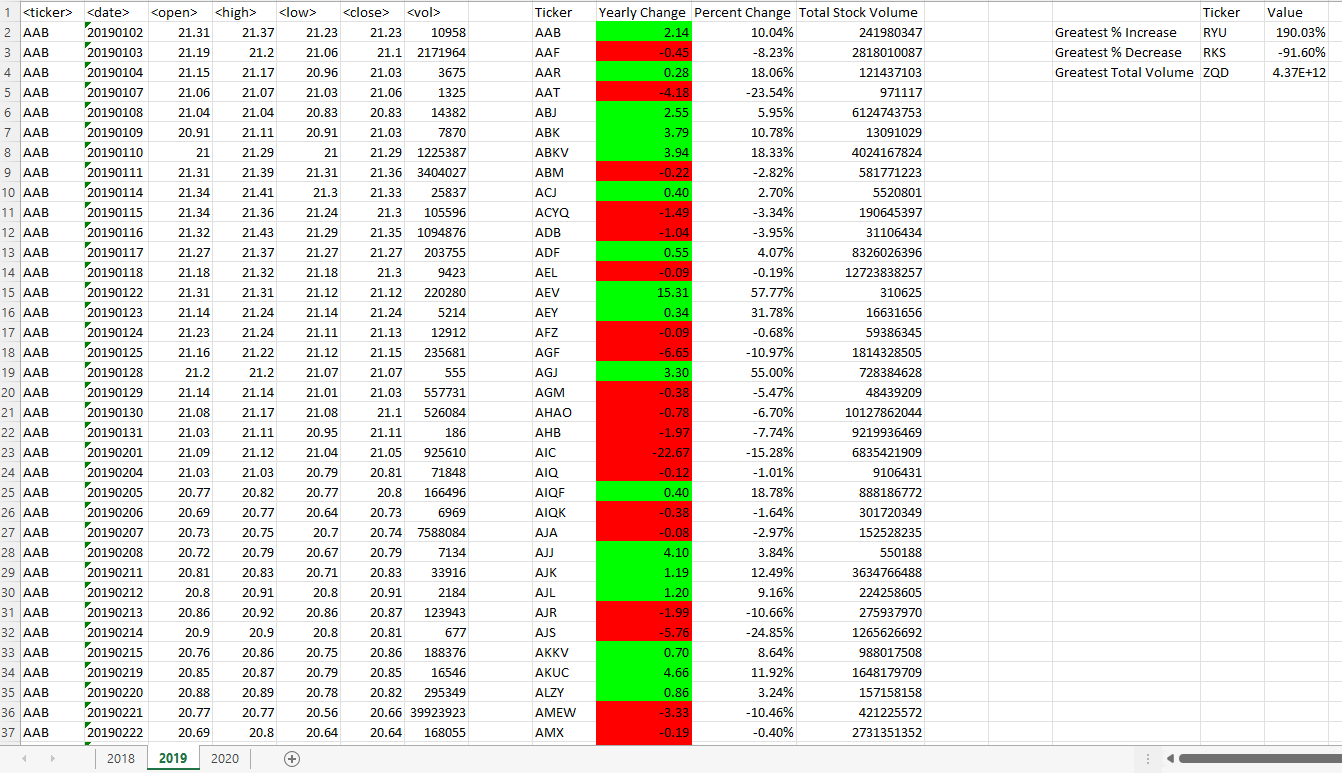 1 <ticker> <date> <open> <high> <low> <close> <vol> Ticker Yearly Change Percent Change Total Stock Volume Ticker Value
2 AAB 20190102 21.31 21.37 21.23 21.23 10958 AAB 2.14 10.04% 241980347 Greatest % Increase RYU 190.03%
3 AAB 20190103 21.19 21.2 21.06 21.1 2171964 AAF -0.45 -8.23% 2818010087 Greatest % Decrease RKS -91.60%
4 AAB 20190104 21.15 21.17 20.96 21.03 3675 AAR 0.28 18.06% 121437103 Greatest Total Volume ZQD 4.37E+12
5 AAB 20190107 21.06 21.07 21.03 21.06 1325 AAT -4.18 -23.54% 971117
6 AAB 20190108 21.04 21.04 20.83 20.83 14382 ABJ 2.55 5.95% 6124743753
7 AAB 20190109 20.91 21.11 20.91 21.03 7870 ABK 3.79 10.78% 13091029
8 AAB 20190110 21 21.29 21 21.29 1225387 ABKV 3.94 18.33% 4024167824
9 AAB 20190111 21.31 21.39 21.31 21.36 3404027 ABM -0.22 -2.82% 581771223
10 AAB 20190114 21.34 21.41 21.3 21.33 25837 ACJ 0.40 2.70% 5520801
11 AAB 20190115 21.34 21.36 21.24 21.3 105596 ACYQ -1.49 -3.34% 190645397
12 AAB 20190116 21.32 21.43 21.29 21.35 1094876 ADB -1.04 -3.95% 31106434
13 AAB 20190117 21.27 21.37 21.27 21.27 203755 ADF 0.55 4.07% 8326026396
14 AAB 20190118 21.18 21.32 21.18 21.3 9423 AEL -0.09 -0.19% 12723838257
15 AAB 20190122 21.31 21.31 21.12 21.12 220280 AEV 15.31 57.77% 310625
16 AAB 20190123 21.14 21.24 21.14 21.24 5214 AEY 0.34 31.78% 16631656
17 AAB 20190124 21.23 21.24 21.11 21.13 12912 AFZ -0.09 -0.68% 59386345
18 AAB 20190125 21.16 21.22 21.12 21.15 235681 AGF -6.65 -10.97% 1814328505
19 AAB 20190128 21.2 21.2 21.07 21.07 555 AGJ 3.30 55.00% 728384628
20 AAB 20190129 21.14 21.14 21.01 21.03 557731 AGM -0.38 -5.47% 48439209
21 AAB 20190130 21.08 21.17 21.08 21.1 526084 AHAO -0.78 -6.70% 10127862044
22 AAB 20190131 21.03 21.11 20.95 21.11 186 AHB -1.97 -7.74% 9219936469
23 AAB 20190201 21.09 21.12 21.04 21.05 925610 AIC -22.67 -15.28% 6835421909
24 AAB 20190204 21.03 21.03 20.79 20.81 71848 AIQ -0.12 -1.01% 9106431
25 AAB 20190205 20.77 20.82 20.77 20.8 166496 AIQF 0.40 18.78% 888186772
26 AAB 20190206 20.69 20.77 20.64 20.73 6969 AIQK -0.38 -1.64% 301720349
27 AAB 20190207 20.73 20.75 20.7 20.74 7588084 AJA -0.08 -2.97% 152528235
28 AAB 20190208 20.72 20.79 20.67 20.79 7134 AJJ 4.10 3.84% 550188
29 AAB 20190211 20.81 20.83 20.71 20.83 33916 AJK 1.19 12.49% 3634766488
30 AAB 20190212 20.8 20.91 20.8 20.91 2184 AJL 1.20 9.16% 224258605
31 AAB 20190213 20.86 20.92 20.86 20.87 123943 AJR -1.99 -10.66% 275937970
32 AAB 20190214 20.9 20.9 20.8 20.81 677 AJS -5.76 -24.85% 1265626692
33 AAB 20190215 20.76 20.86 20.75 20.86 188376 AKKV 0.70 8.64% 988017508
34 AAB 20190219 20.85 20.87 20.79 20.85 16546 AKUC 4.66 11.92% 1648179709
35 AAB 20190220 20.88 20.89 20.78 20.82 295349 ALZY 0.86 3.24% 157158158
36 AAB 20190221 20.77 20.77 20.56 20.66 39923923 AMEW -3.33 -10.46% 421225572
37 AAB 20190222 20.69 20.8 20.64 20.64 168055 AMX -0.19 -0.40% 2731351352
2018 2019 2020